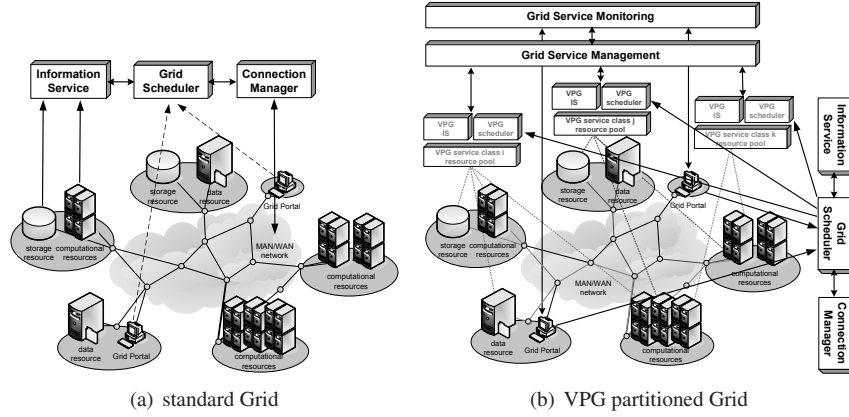 Information
Service
Grid
Scheduler
Connection
Manager
storage
resource
data
resource
Grid Portal
storage
resource
computational
resources
MAN/WAN
network
computational
resources
data
resource
Grid Portal
computational
resources
(a) standard Grid
Grid Service Monitoring
Grid Service Management
VPG
IS
VPG
scheduler
VPG service class i
resource pool
VPG
IS
VPG
scheduler
VPG service class j
resource pool
VPG
IS
VPG
scheduler
VPG service class k
resource pool
Information
Service
Grid
Scheduler
Connection
Manager
storage
resource
data
resource
Grid Portal
storage
resource
computational
resources
MAN/WAN
network
computational
resources
data
resource
Grid Portal
computational
resources
(b) VPG partitioned Grid